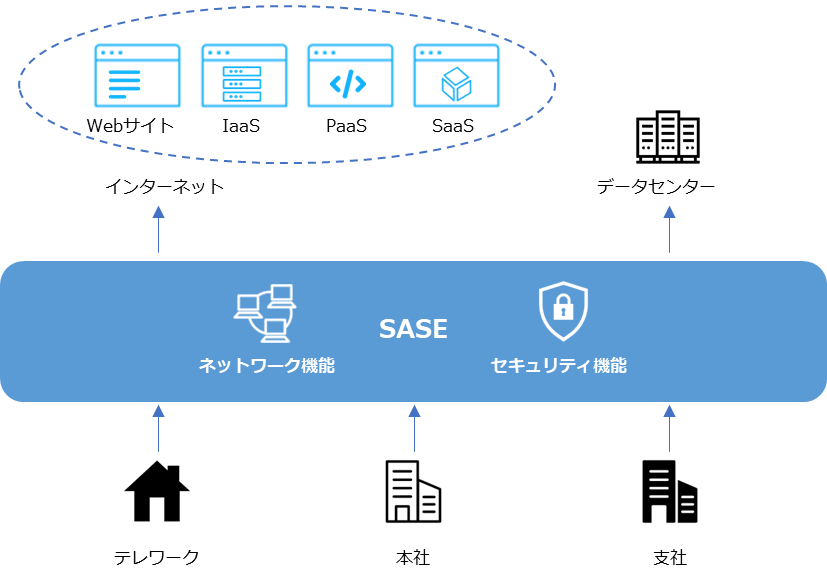 Webサイト
IaaS
PaaS
SaaS
インターネット
データセンター
SASE
ネットワーク機能
セキュリティ機能
テレワーク
本社
支社